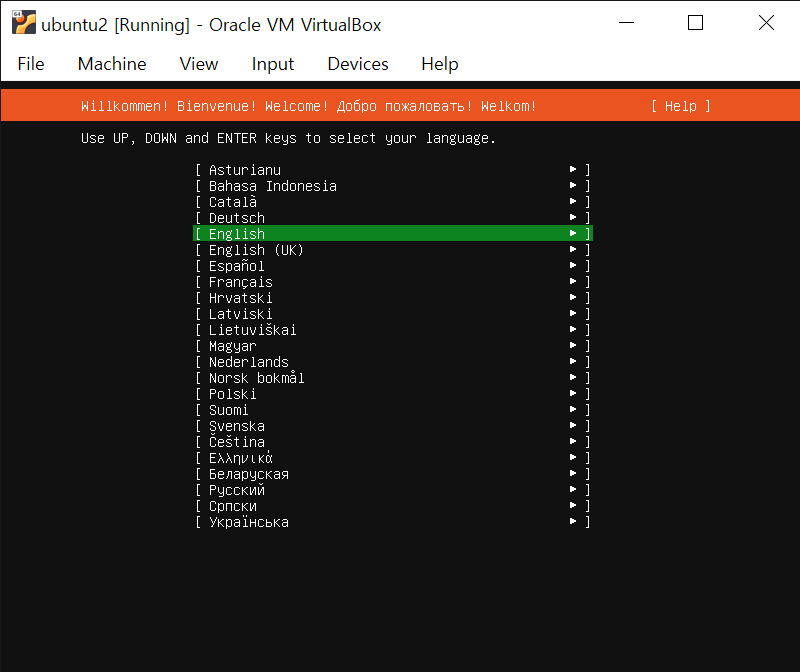 ubuntu2 [Running] - Oracle VM VirtualBox
File Machine View Input Devices Help
Willkommen! Bienvenue! Welcome! Добро пожаловать! Welkom! [ Help ]
Use UP, DOWN and ENTER keys to select your language.
[ Asturianu ► ]
[ Bahasa Indonesia ► ]
[ Català ► ]
[ Deutsch ► ]
[ English ► ]
[ English (UK) ► ]
[ Español ► ]
[ Français ► ]
[ Hrvatski ► ]
[ Latviski ► ]
[ Lietuviškai ► ]
[ Magyar ► ]
[ Nederlands ► ]
[ Norsk bokmål ► ]
[ Polski ► ]
[ Suomi ► ]
[ Svenska ► ]
[ Čeština ► ]
[ Ελληνικά ► ]
[ Беларуская ► ]
[ Русский ► ]
[ Српски ► ]
[ Українська ► ]